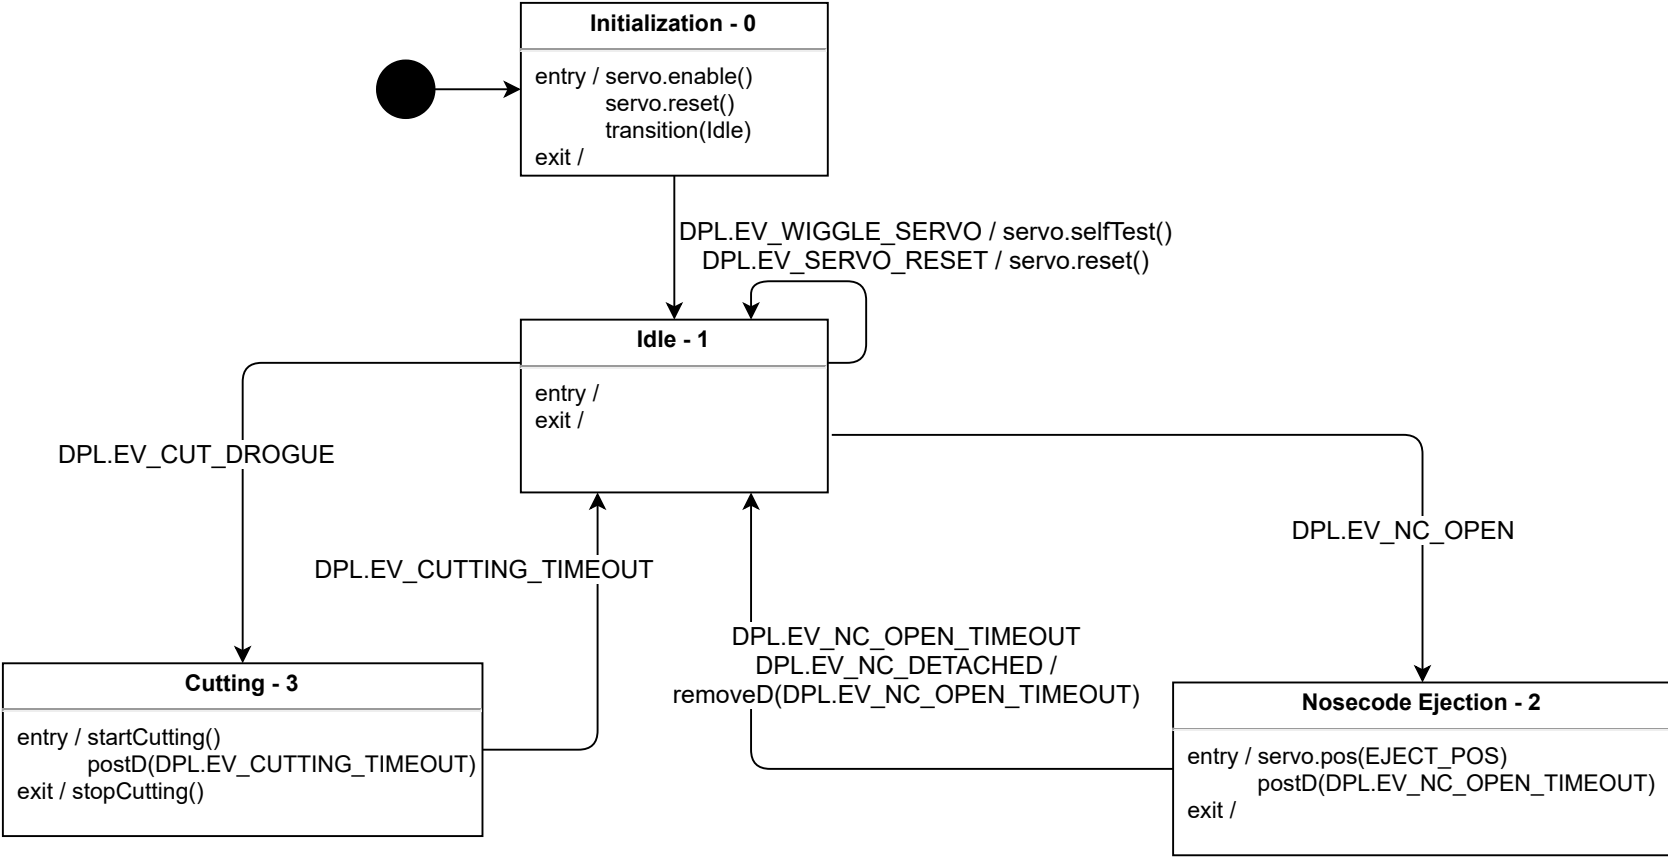 Initialization - 0
entry / servo.enable()
servo.reset()
transition(Idle)
exit /
DPL.EV_WIGGLE_SERVO / servo.selfTest()
DPL.EV_SERVO_RESET / servo.reset()
Idle - 1
entry /
exit /
DPL.EV_CUT_DROGUE
DPL.EV_NC_OPEN
DPL.EV_CUTTING_TIMEOUT
DPL.EV_NC_OPEN_TIMEOUT
DPL.EV_NC_DETACHED /
removeD(DPL.EV_NC_OPEN_TIMEOUT)
Cutting - 3
entry / startCutting()
postD(DPL.EV_CUTTING_TIMEOUT)
exit / stopCutting()
Nosecode Ejection - 2
entry / servo.pos(EJECT_POS)
postD(DPL.EV_NC_OPEN_TIMEOUT)
exit /